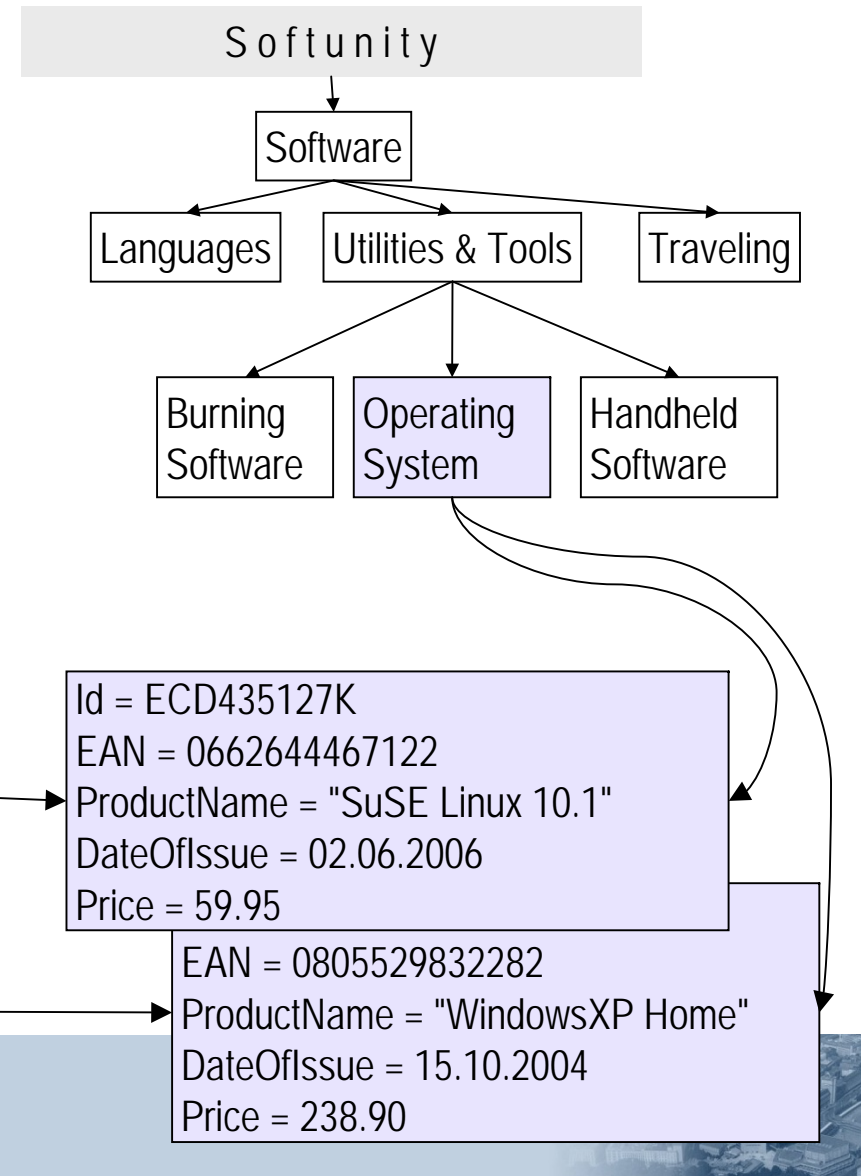 Softunity
Software
Languages
Utilities & Tools
Traveling
Burning
Software
Operating
System
Handheld
Software
Id = ECD435127K
EAN = 0662644467122
ProductName = "SuSE Linux 10.1"
DateOfIssue = 02.06.2006
Price = 59.95
EAN = 0805529832282
ProductName = "WindowsXP Home"
DateOfIssue = 15.10.2004
Price = 238.90